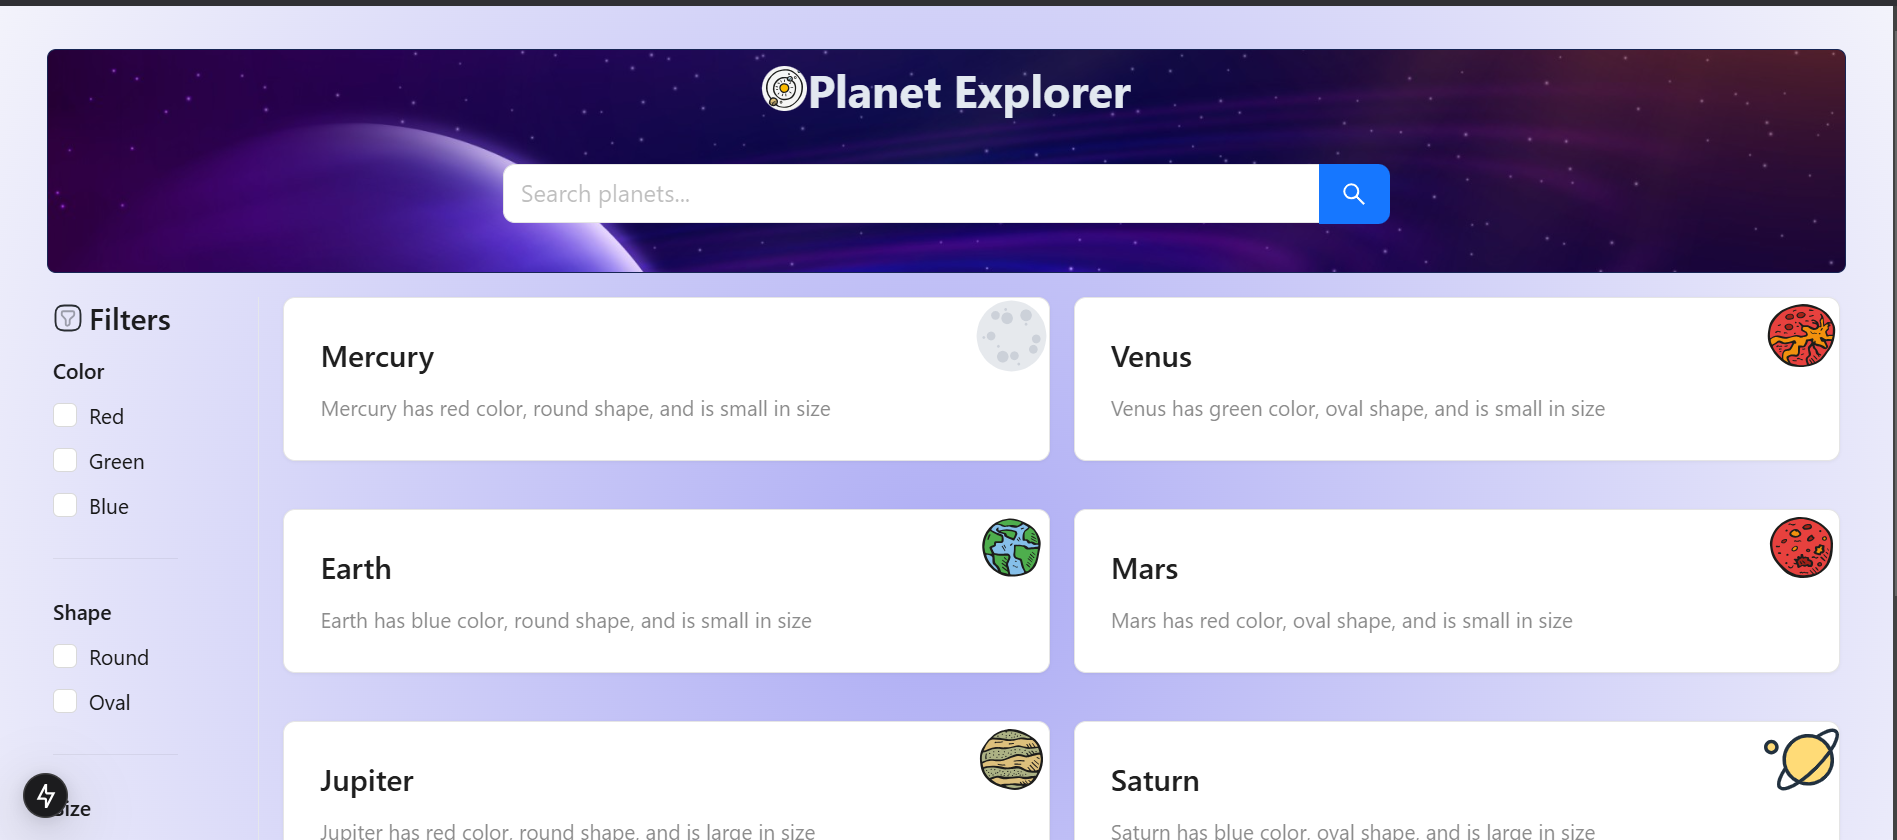 Planet Explorer
Search planets...
Filters
Color
Red
Green
Blue
Shape
Round
Oval
Size
Mercury
Mercury has red color, round shape, and is small in size
Venus
Venus has green color, oval shape, and is small in size
Earth
Earth has blue color, round shape, and is small in size
Mars
Mars has red color, oval shape, and is small in size
Jupiter
Jupiter has red color, round shape, and is large in size
Saturn
Saturn has blue color, oval shape, and is large in size